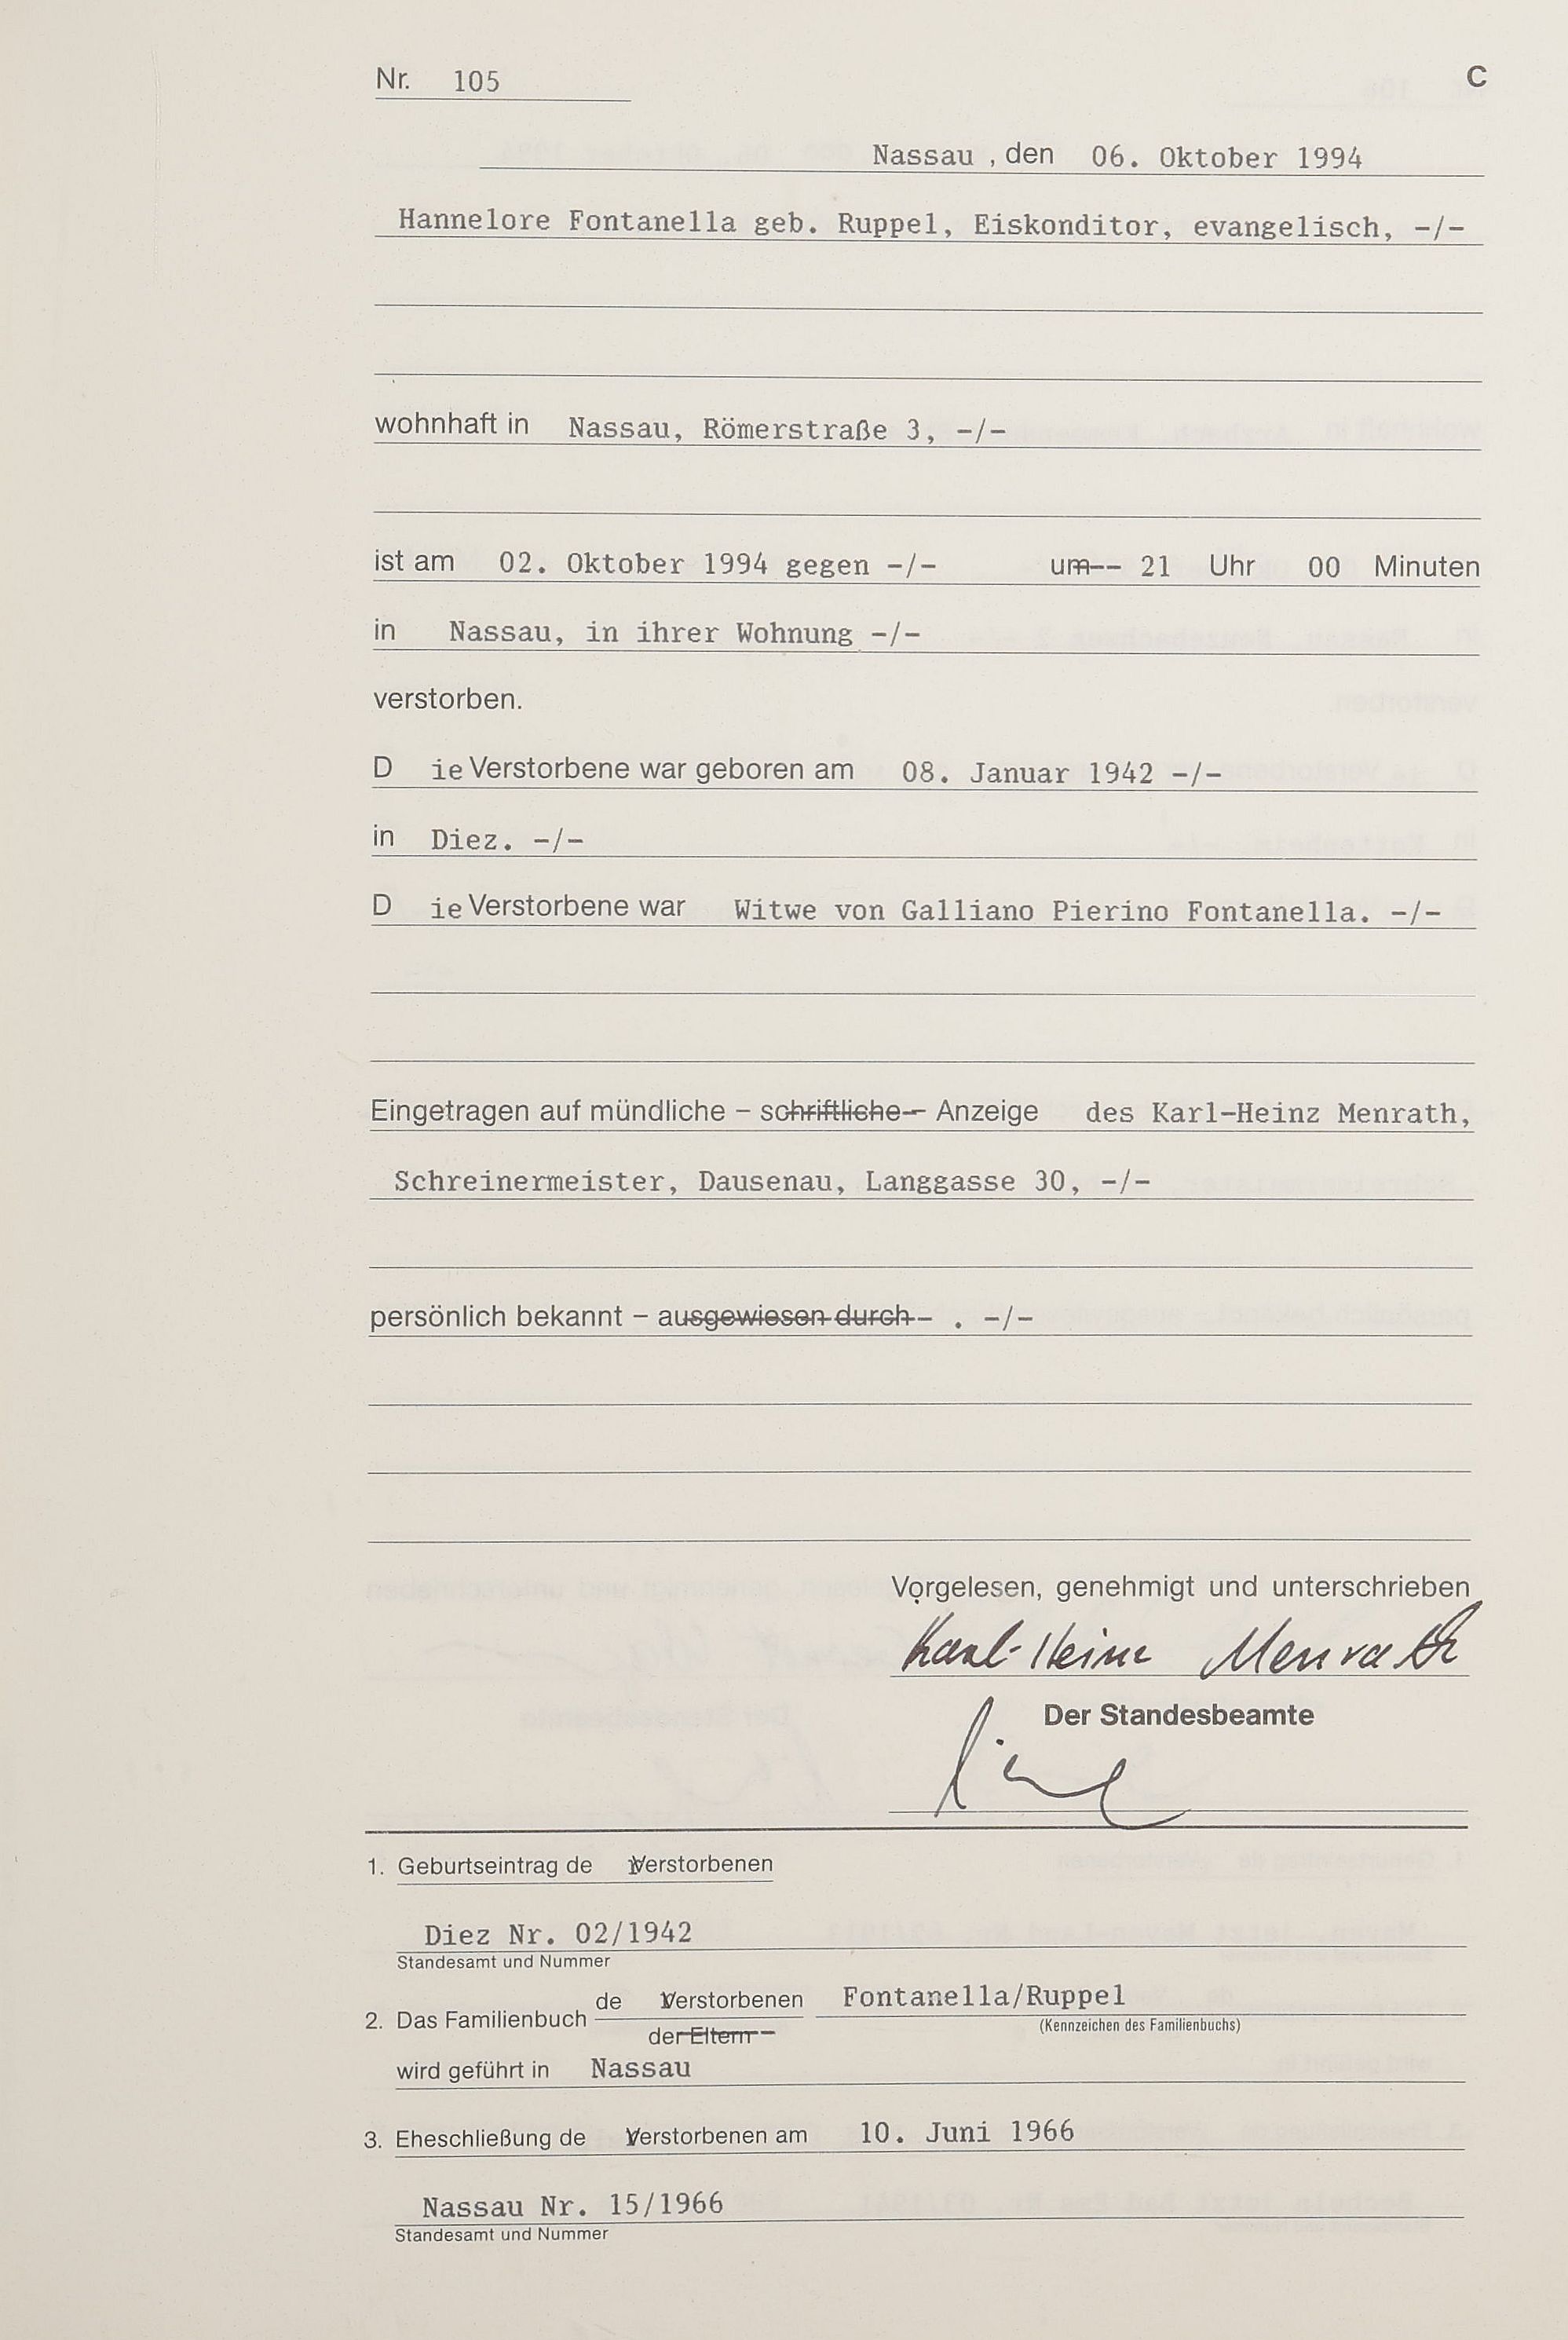 Nr. 105
C
Nassau , den 06. Oktober 1994
Hannelore Fontanella geb. Ruppel, Eiskonditor, evangelisch, -/-
wohnhaft in Nassau, Römerstraße 3, -/-
ist am 02. Oktober 1994 gegen -/- um-- 21 Uhr 00 Minuten
in Nassau, in ihrer Wohnung -/-
verstorben.
D ie Verstorbene war geboren am 08. Januar 1942 -/-
in Diez. -/-
D ie Verstorbene war Witwe von Galliano Pierino Fontanella. -/-
Eingetragen auf mündliche – schriftliche – Anzeige des Karl-Heinz Menrath,
Schreinermeister, Dausenau, Langgasse 30, -/-
persönlich bekannt – ausgewiesen durch – . -/-
Vorgelesen, genehmigt und unterschrieben
Karl-Heinz Menrath
Der Standesbeamte
1. Geburtseintrag de r Verstorbenen
Diez Nr. 02/1942
Standesamt und Nummer
2. Das Familienbuch de r Verstorbenen Fontanella/Ruppel
der Eltern
(Kennzeichen des Familienbuchs)
wird geführt in Nassau
3. Eheschließung de r Verstorbenen am 10. Juni 1966
Nassau Nr. 15/1966
Standesamt und Nummer